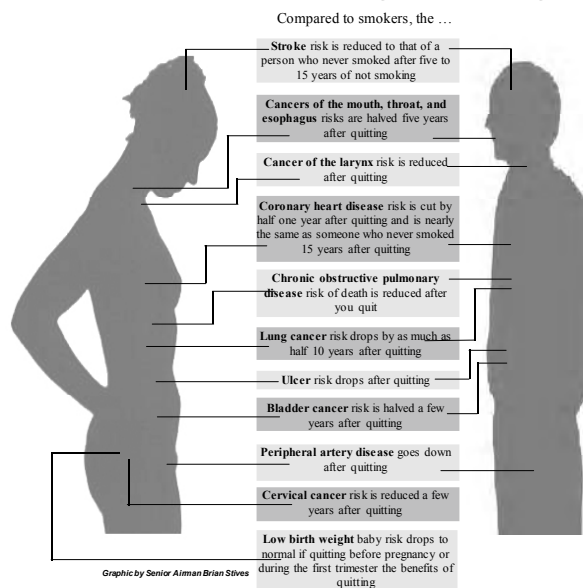 Compared to smokers, the …
Stroke risk is reduced to that of a
person who never smoked after five to
15 years of not smoking
Cancers of the mouth, throat, and
esophagus risks are halved five years
after quitting
Cancer of the larynx risk is reduced
after quitting
Coronary heart disease risk is cut by
half one year after quitting and is nearly
the same as someone who never smoked
15 years after quitting
Chronic obstructive pulmonary
disease risk of death is reduced after
you quit
Lung cancer risk drops by as much as
half 10 years after quitting
Ulcer risk drops after quitting
Bladder cancer risk is halved a few
years after quitting
Peripheral artery disease goes down
after quitting
Cervical cancer risk is reduced a few
years after quitting
Low birth weight baby risk drops to
normal if quitting before pregnancy or
during the first trimester the benefits of
quitting
Graphic by Senior Airman Brian Stives